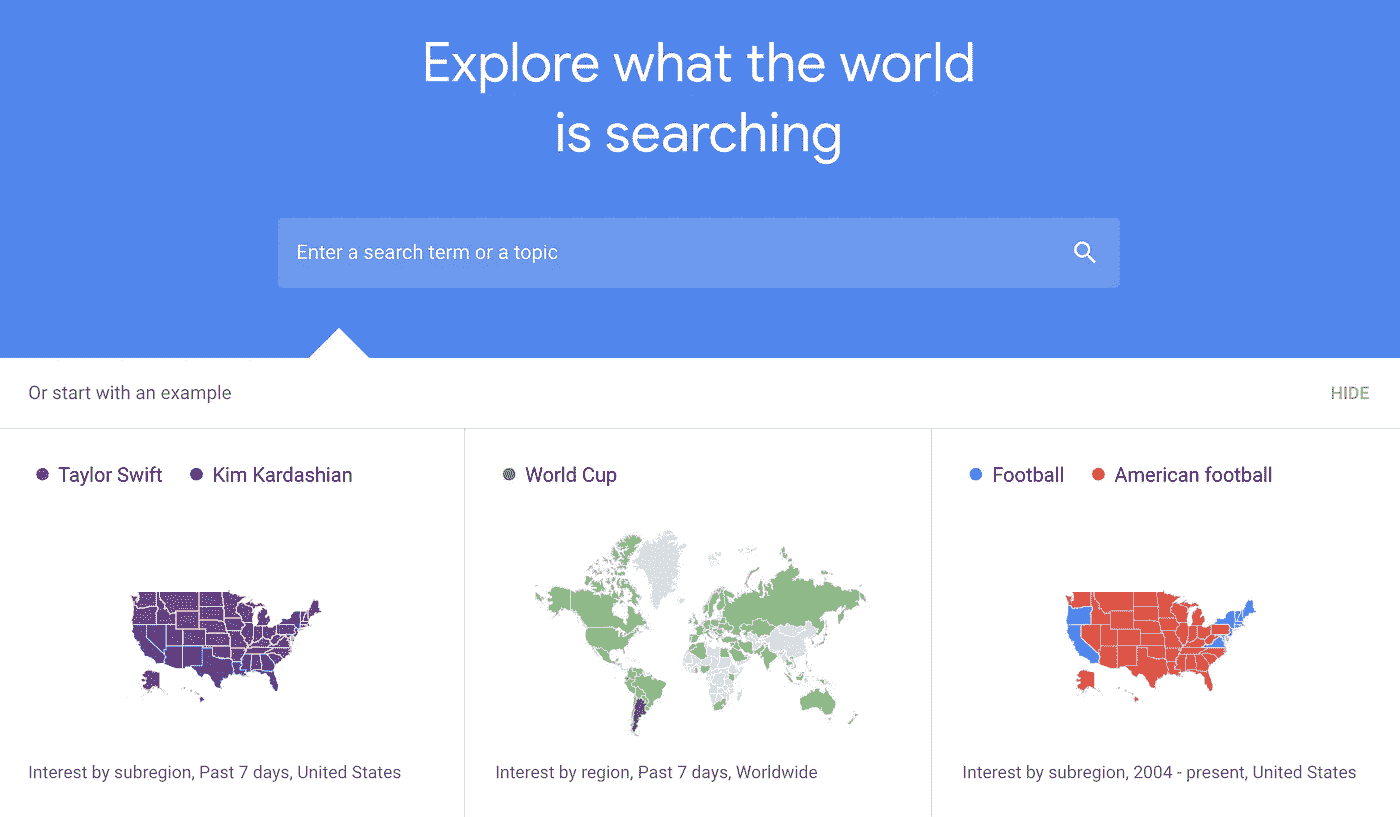 Explore what the world
is searching
Enter a search term or a topic
Or start with an example
HIDE
Taylor Swift
Kim Kardashian
World Cup
Football
American football
Interest by subregion, Past 7 days, United States
Interest by region, Past 7 days, Worldwide
Interest by subregion, 2004 - present, United States